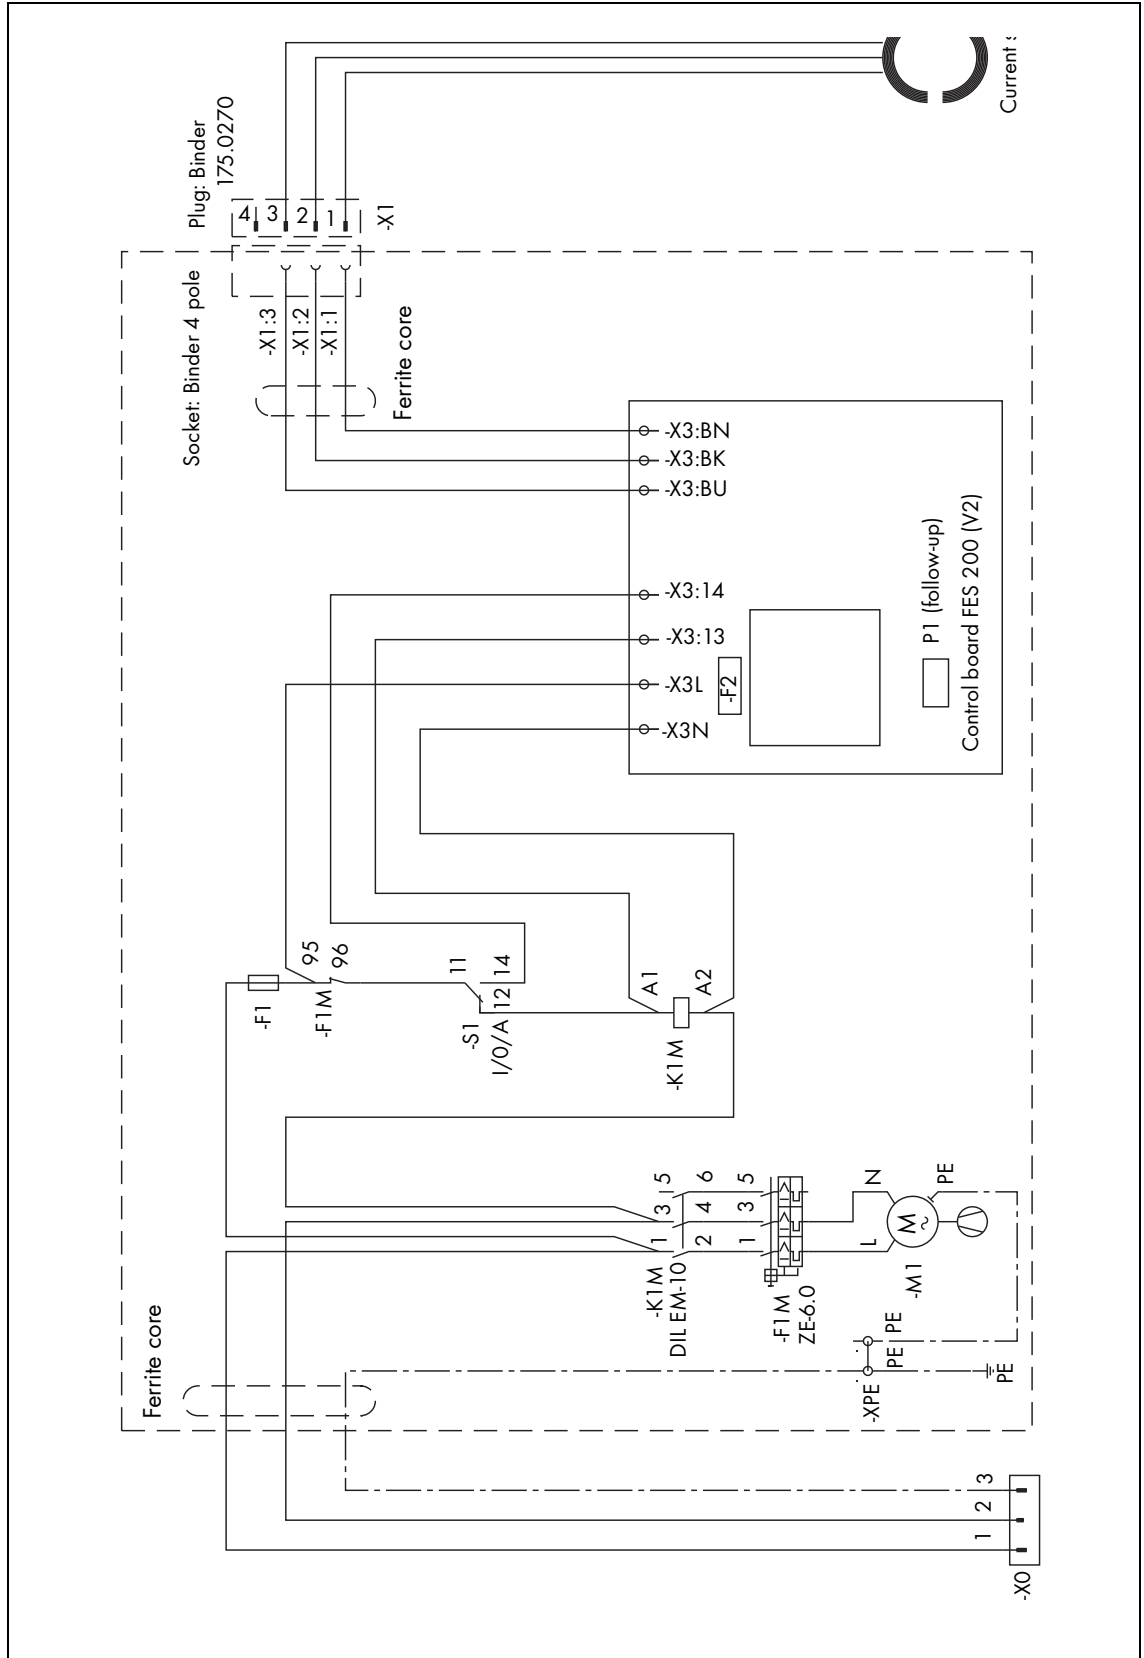 Current s
Plug: Binder
175.0270
4
3
2
1
-X1
Socket: Binder 4 pole
-X1:3
-X1:2
-X1:1
Ferrite core
-X3:BN
-X3:BK
-X3:BU
-X3:14
-X3:13
-X3L
-X3N
-F2
P1 (follow-up)
Control board FES 200 (V2)
-F1
95
96
-F1M
11
12
14
-S1
I/0/A
A1
A2
-K1M
1
3
5
2
4
6
-K1M
DIL EM-10
1
3
5
-F1M
ZE-6.0
L
N
PE
M
~
-M1
PE
PE
-XPE
PE
Ferrite core
1
2
3
-X0